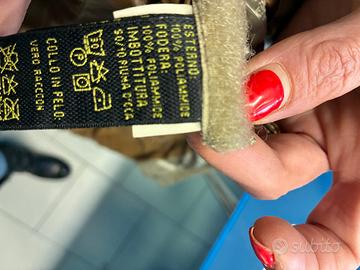 ESTERNO:
100% POLIAMMIDE
FODERA:
100% POLIAMMIDE
IMBOTTITURA
90/10 PIUMA D'OCA
COLLO IN PELO:
VERO RACCOON
subito